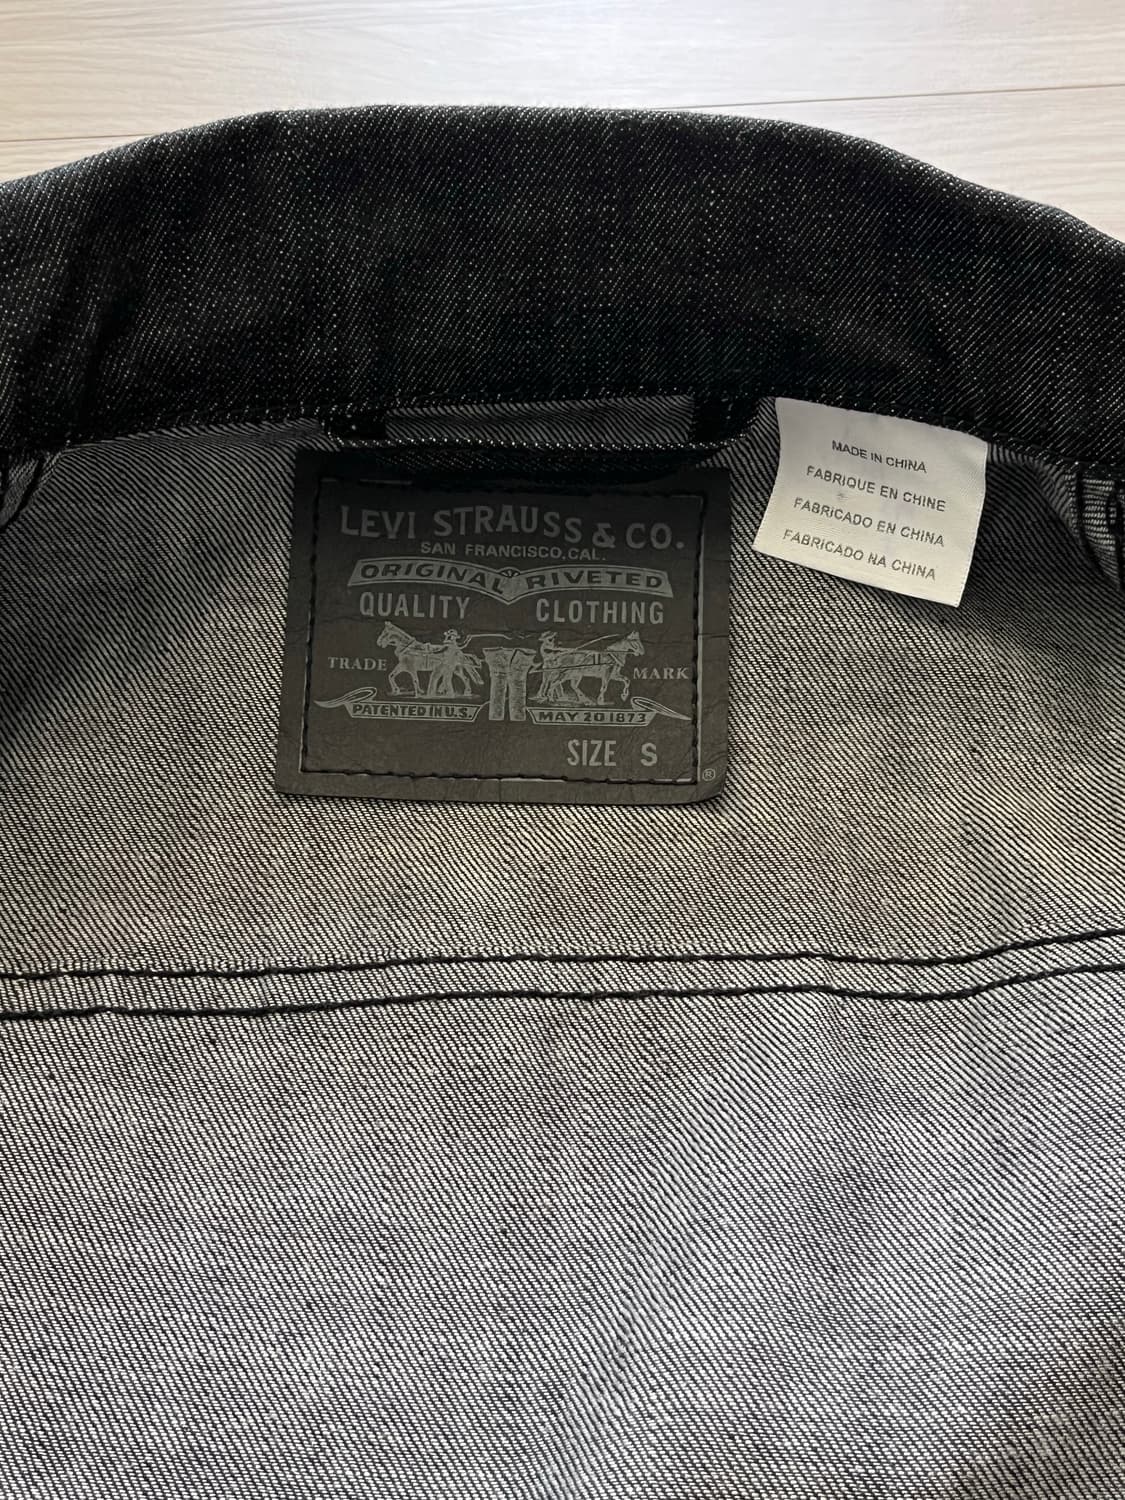 LEVI STRAUSS & CO.
SAN FRANCISCO, CAL.
ORIGINAL RIVETED
QUALITY CLOTHING
TRADE MARK
PATENTED IN U.S. MAY 20 1873
SIZE S
®
MADE IN CHINA
FABRIQUE EN CHINE
FABRICADO EN CHINA
FABRICADO NA CHINA